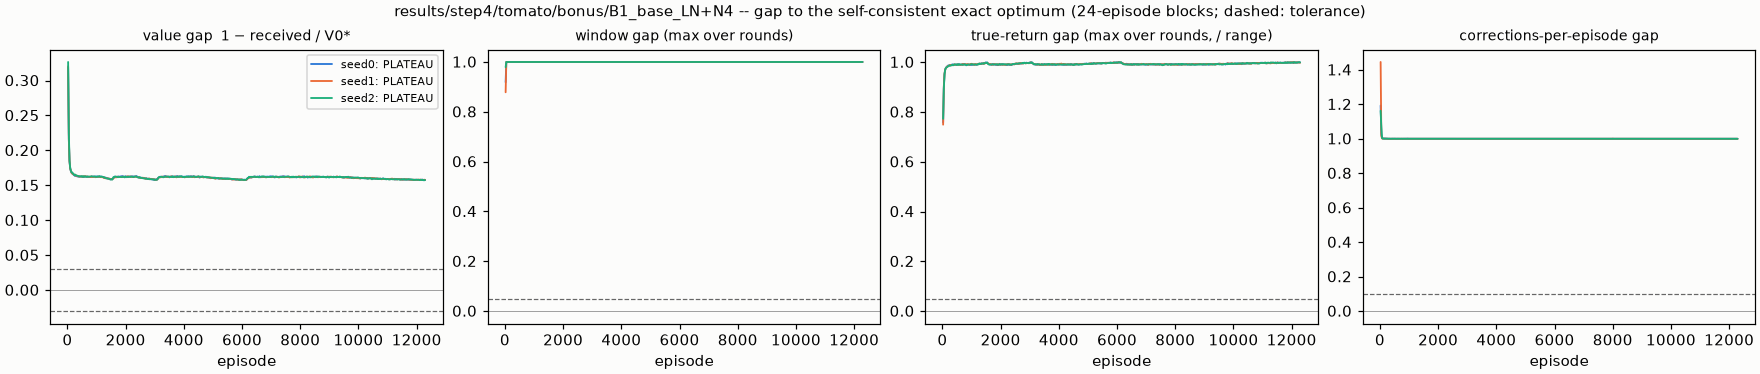 results/step4/tomato/bonus/B1_base_LN+N4 -- gap to the self-consistent exact optimum (24-episode blocks; dashed: tolerance)
value gap 1 − received / V0*
0.30
0.25
0.20
0.15
0.10
0.05
0.00
seed0: PLATEAU
seed1: PLATEAU
seed2: PLATEAU
0 2000 4000 6000 8000 10000 12000
episode
window gap (max over rounds)
1.0
0.8
0.6
0.4
0.2
0.0
0 2000 4000 6000 8000 10000 12000
episode
true-return gap (max over rounds, / range)
1.0
0.8
0.6
0.4
0.2
0.0
0 2000 4000 6000 8000 10000 12000
episode
corrections-per-episode gap
1.4
1.2
1.0
0.8
0.6
0.4
0.2
0.0
0 2000 4000 6000 8000 10000 12000
episode